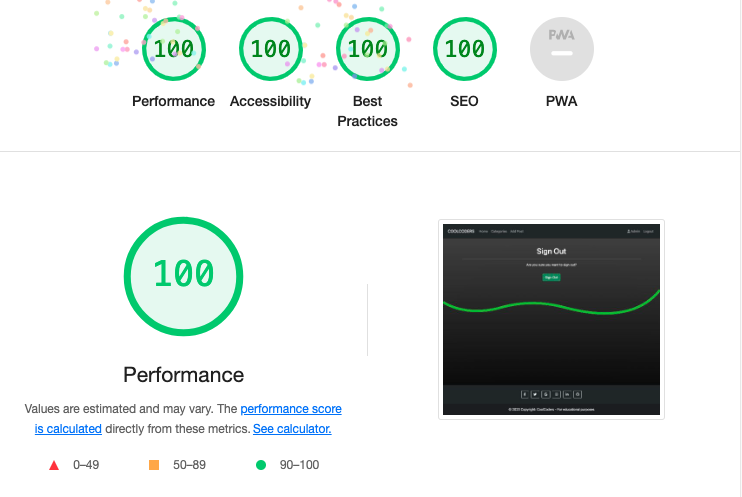 100 100 100 100 PWA
Performance Accessibility Best Practices SEO PWA
100
Performance
Values are estimated and may vary. The performance score
is calculated directly from these metrics. See calculator.
0–49 50–89 90–100
COOLCODERS Home Categories Add Post Admin Logout
Sign Out
Are you sure you want to sign out?
Sign Out
© 2023 Copyright: CoolCoders - For educational purposes